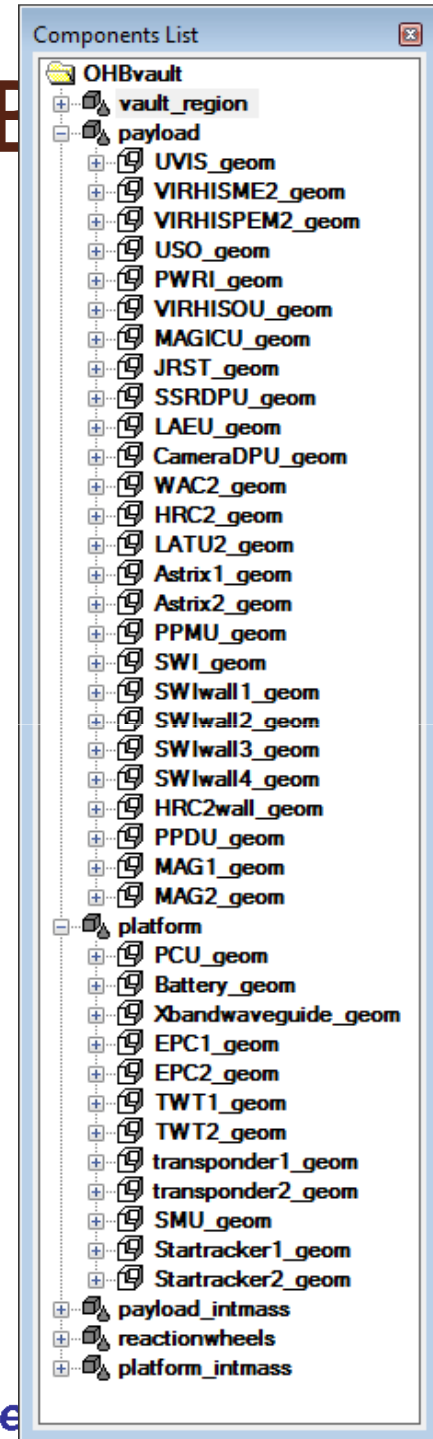 Components List
OHBvault
vault_region
payload
UVIS_geom
VIRHISME2_geom
VIRHISPEM2_geom
USO_geom
PWRI_geom
VIRHISOU_geom
MAGICU_geom
JRST_geom
SSRDPU_geom
LAEU_geom
CameraDPU_geom
WAC2_geom
HRC2_geom
LATU2_geom
Astrix1_geom
Astrix2_geom
PPMU_geom
SWI_geom
SWIwall1_geom
SWIwall2_geom
SWIwall3_geom
SWIwall4_geom
HRC2wall_geom
PPDU_geom
MAG1_geom
MAG2_geom
platform
PCU_geom
Battery_geom
Xbandwaveguide_geom
EPC1_geom
EPC2_geom
TWT1_geom
TWT2_geom
transponder1_geom
transponder2_geom
SMU_geom
Startracker1_geom
Startracker2_geom
payload_intmass
reactionwheels
platform_intmass